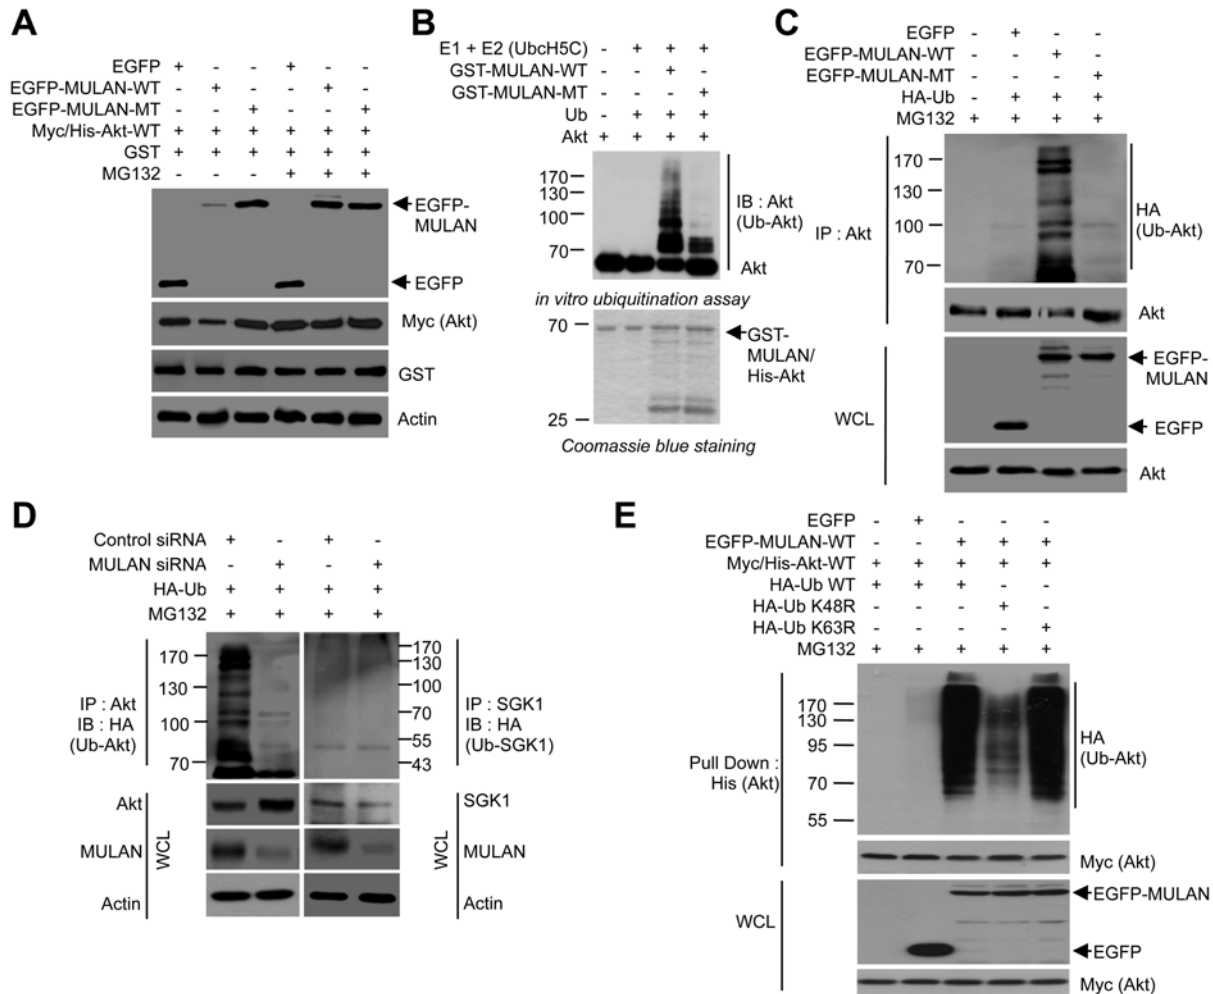 A
EGFP + - - + - -
EGFP-MULAN-WT - + - - + -
EGFP-MULAN-MT - - + - - +
Myc/His-Akt-WT + + + + + +
GST + + + + + +
MG132 - - - + + +
EGFP-
MULAN
EGFP
Myc (Akt)
GST
Actin
B
E1 + E2 (UbcH5C) - + + +
GST-MULAN-WT - - + -
GST-MULAN-MT - - - +
Ub - + + +
Akt + + + +
170
130
100
70
IB : Akt
(Ub-Akt)
Akt
in vitro ubiquitination assay
70
25
GST-
MULAN/
His-Akt
Coomassie blue staining
C
EGFP - + - -
EGFP-MULAN-WT - - + -
EGFP-MULAN-MT - - - +
HA-Ub - + + +
MG132 + + + +
IP : Akt
170
130
100
70
HA
(Ub-Akt)
Akt
WCL
EGFP-
MULAN
EGFP
Akt
D
Control siRNA + - + -
MULAN siRNA - + - +
HA-Ub + + + +
MG132 + + + +
IP : Akt
IB : HA
(Ub-Akt)
170
130
100
70
170
130
100
70
55
43
IP : SGK1
IB : HA
(Ub-SGK1)
Akt
MULAN
Actin
WCL
WCL
SGK1
MULAN
Actin
E
EGFP - + - - -
EGFP-MULAN-WT - - + + +
Myc/His-Akt-WT + + + + +
HA-Ub WT + + + - -
HA-Ub K48R - - - + -
HA-Ub K63R - - - - +
MG132 + + + + +
Pull Down :
His (Akt)
170
130
95
70
55
HA
(Ub-Akt)
Myc (Akt)
WCL
EGFP-MULAN
EGFP
Myc (Akt)